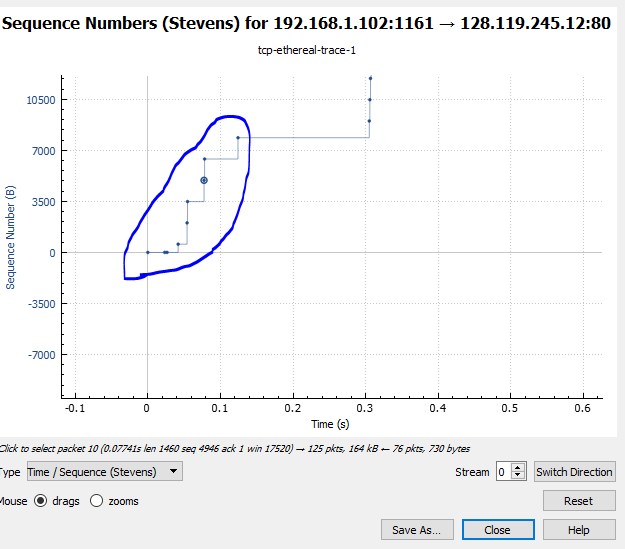 Sequence Numbers (Stevens) for 192.168.1.102:1161 → 128.119.245.12:80
tcp-ethereal-trace-1
10500
7000
3500
0
-3500
-7000
Sequence Number (B)
-0.1 0 0.1 0.2 0.3 0.4 0.5 0.6
Time (s)
Click to select packet 10 (0.07741s len 1460 seq 4946 ack 1 win 17520) → 125 pkts, 164 kB ← 76 pkts, 730 bytes
Type Time / Sequence (Stevens) Stream 0 Switch Direction
Mouse drags zooms Reset
Save As... Close Help